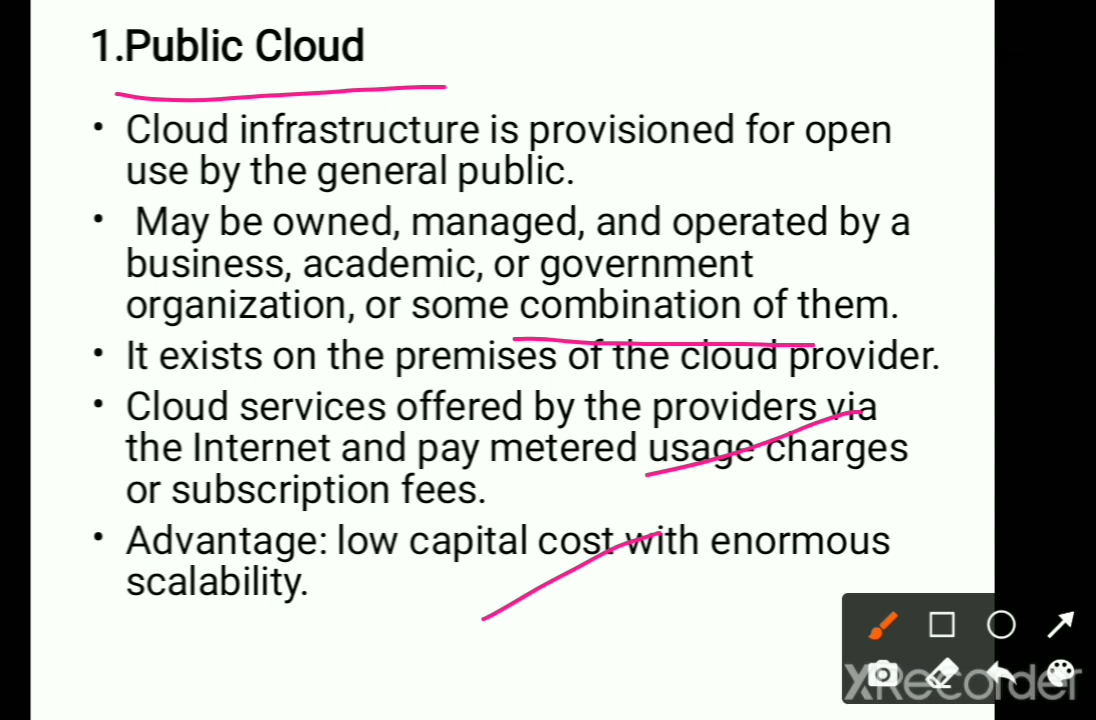 1.Public Cloud
• Cloud infrastructure is provisioned for open
use by the general public.
• May be owned, managed, and operated by a
business, academic, or government
organization, or some combination of them.
• It exists on the premises of the cloud provider.
• Cloud services offered by the providers via
the Internet and pay metered usage charges
or subscription fees.
• Advantage: low capital cost with enormous
scalability.
XRecorder